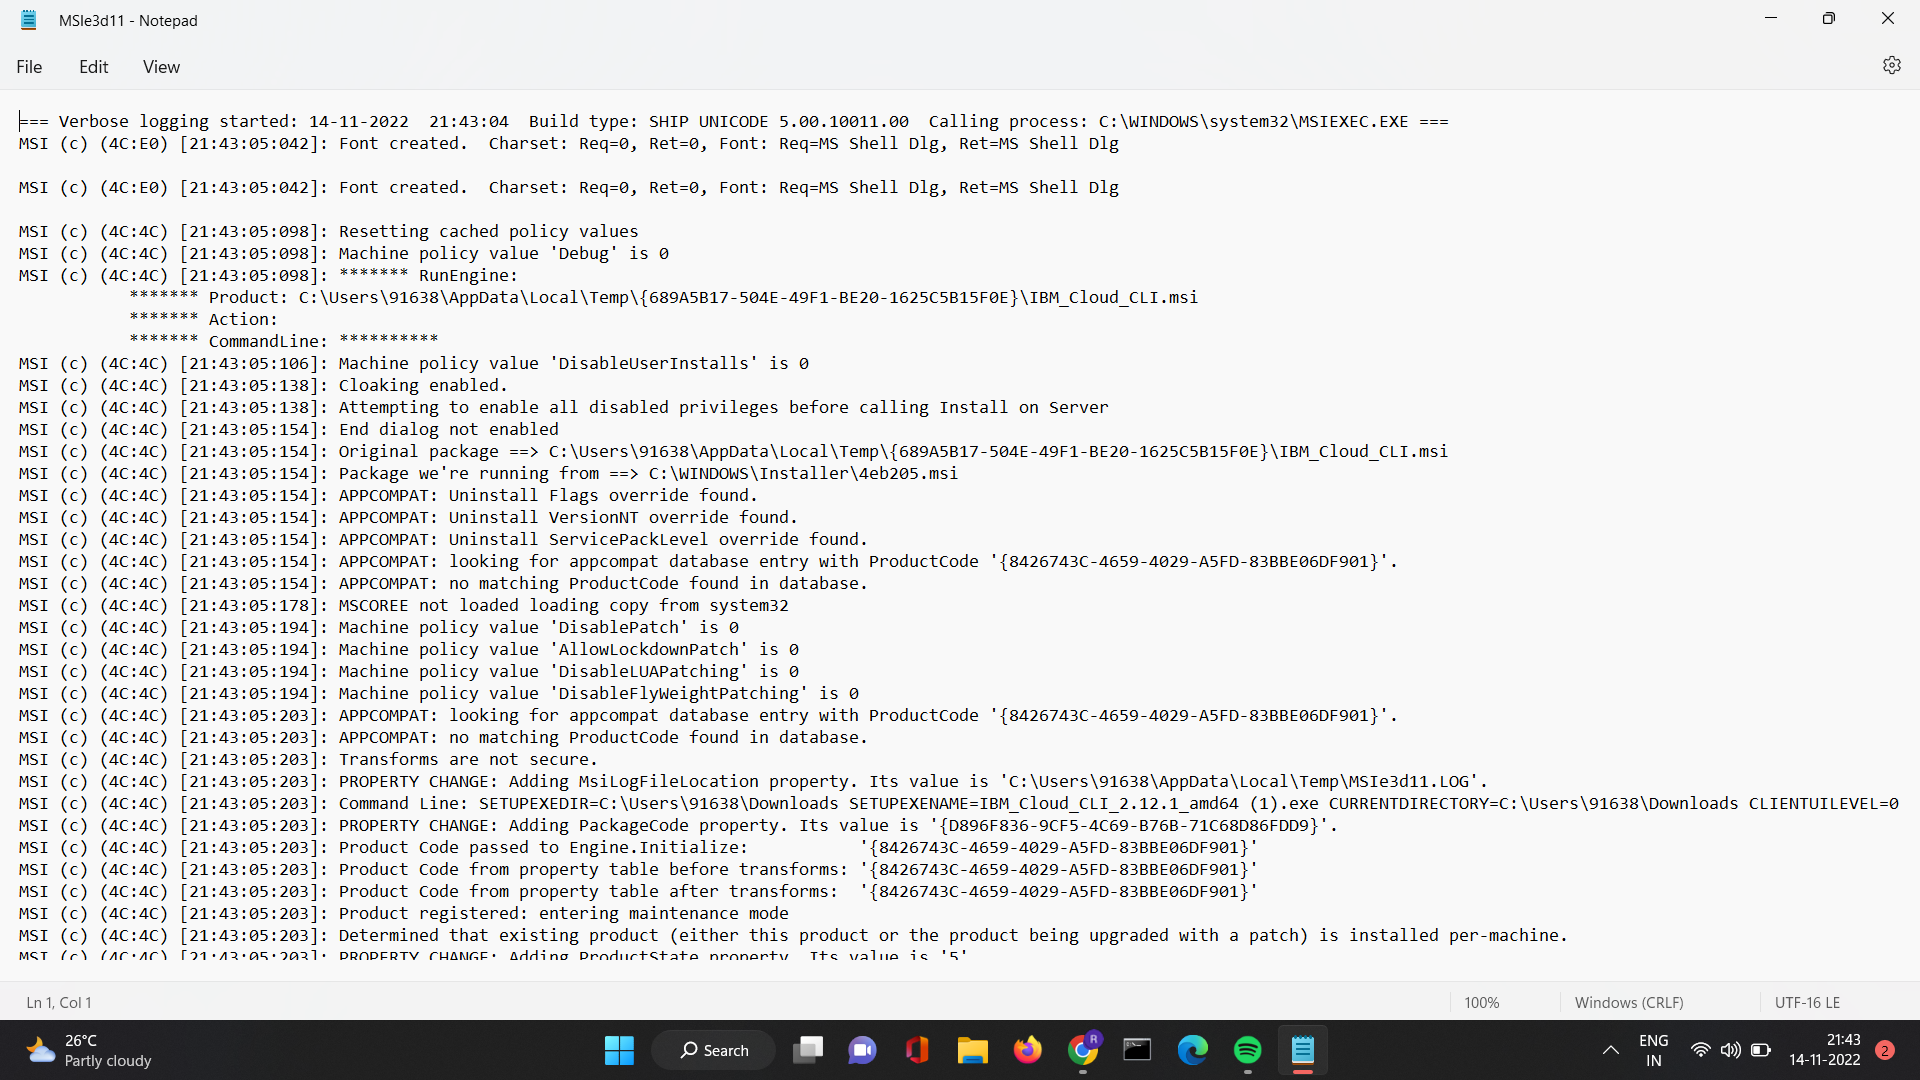 MSIe3d11 - Notepad
File Edit View
=== Verbose logging started: 14-11-2022  21:43:04  Build type: SHIP UNICODE 5.00.10011.00  Calling process: C:\WINDOWS\system32\MSIEXEC.EXE ===
MSI (c) (4C:E0) [21:43:05:042]: Font created.  Charset: Req=0, Ret=0, Font: Req=MS Shell Dlg, Ret=MS Shell Dlg
MSI (c) (4C:E0) [21:43:05:042]: Font created.  Charset: Req=0, Ret=0, Font: Req=MS Shell Dlg, Ret=MS Shell Dlg
MSI (c) (4C:4C) [21:43:05:098]: Resetting cached policy values
MSI (c) (4C:4C) [21:43:05:098]: Machine policy value 'Debug' is 0
MSI (c) (4C:4C) [21:43:05:098]: ******* RunEngine:
******* Product: C:\Users\91638\AppData\Local\Temp\{689A5B17-504E-49F1-BE20-1625C5B15F0E}\IBM_Cloud_CLI.msi
******* Action:
******* CommandLine: **********
MSI (c) (4C:4C) [21:43:05:106]: Machine policy value 'DisableUserInstalls' is 0
MSI (c) (4C:4C) [21:43:05:138]: Cloaking enabled.
MSI (c) (4C:4C) [21:43:05:138]: Attempting to enable all disabled privileges before calling Install on Server
MSI (c) (4C:4C) [21:43:05:154]: End dialog not enabled
MSI (c) (4C:4C) [21:43:05:154]: Original package ==> C:\Users\91638\AppData\Local\Temp\{689A5B17-504E-49F1-BE20-1625C5B15F0E}\IBM_Cloud_CLI.msi
MSI (c) (4C:4C) [21:43:05:154]: Package we're running from ==> C:\WINDOWS\Installer\4eb205.msi
MSI (c) (4C:4C) [21:43:05:154]: APPCOMPAT: Uninstall Flags override found.
MSI (c) (4C:4C) [21:43:05:154]: APPCOMPAT: Uninstall VersionNT override found.
MSI (c) (4C:4C) [21:43:05:154]: APPCOMPAT: Uninstall ServicePackLevel override found.
MSI (c) (4C:4C) [21:43:05:154]: APPCOMPAT: looking for appcompat database entry with ProductCode '{8426743C-4659-4029-A5FD-83BBE06DF901}'.
MSI (c) (4C:4C) [21:43:05:154]: APPCOMPAT: no matching ProductCode found in database.
MSI (c) (4C:4C) [21:43:05:178]: MSCOREE not loaded loading copy from system32
MSI (c) (4C:4C) [21:43:05:194]: Machine policy value 'DisablePatch' is 0
MSI (c) (4C:4C) [21:43:05:194]: Machine policy value 'AllowLockdownPatch' is 0
MSI (c) (4C:4C) [21:43:05:194]: Machine policy value 'DisableLUAPatching' is 0
MSI (c) (4C:4C) [21:43:05:194]: Machine policy value 'DisableFlyWeightPatching' is 0
MSI (c) (4C:4C) [21:43:05:203]: APPCOMPAT: looking for appcompat database entry with ProductCode '{8426743C-4659-4029-A5FD-83BBE06DF901}'.
MSI (c) (4C:4C) [21:43:05:203]: APPCOMPAT: no matching ProductCode found in database.
MSI (c) (4C:4C) [21:43:05:203]: Transforms are not secure.
MSI (c) (4C:4C) [21:43:05:203]: PROPERTY CHANGE: Adding MsiLogFileLocation property. Its value is 'C:\Users\91638\AppData\Local\Temp\MSIe3d11.LOG'.
MSI (c) (4C:4C) [21:43:05:203]: Command Line: SETUPEXEDIR=C:\Users\91638\Downloads SETUPEXENAME=IBM_Cloud_CLI_2.12.1_amd64 (1).exe CURRENTDIRECTORY=C:\Users\91638\Downloads CLIENTUILEVEL=0
MSI (c) (4C:4C) [21:43:05:203]: PROPERTY CHANGE: Adding PackageCode property. Its value is '{D896F836-9CF5-4C69-B76B-71C68D86FDD9}'.
MSI (c) (4C:4C) [21:43:05:203]: Product Code passed to Engine.Initialize:           '{8426743C-4659-4029-A5FD-83BBE06DF901}'
MSI (c) (4C:4C) [21:43:05:203]: Product Code from property table before transforms: '{8426743C-4659-4029-A5FD-83BBE06DF901}'
MSI (c) (4C:4C) [21:43:05:203]: Product Code from property table after transforms:  '{8426743C-4659-4029-A5FD-83BBE06DF901}'
MSI (c) (4C:4C) [21:43:05:203]: Product registered: entering maintenance mode
MSI (c) (4C:4C) [21:43:05:203]: Determined that existing product (either this product or the product being upgraded with a patch) is installed per-machine.
MSI (c) (4C:4C) [21:43:05:203]: PROPERTY CHANGE: Adding ProductState property. Its value is '5'
Ln 1, Col 1 100% Windows (CRLF) UTF-16 LE
26°C
Partly cloudy
Search
R
ENG
IN
21:43
14-11-2022
2